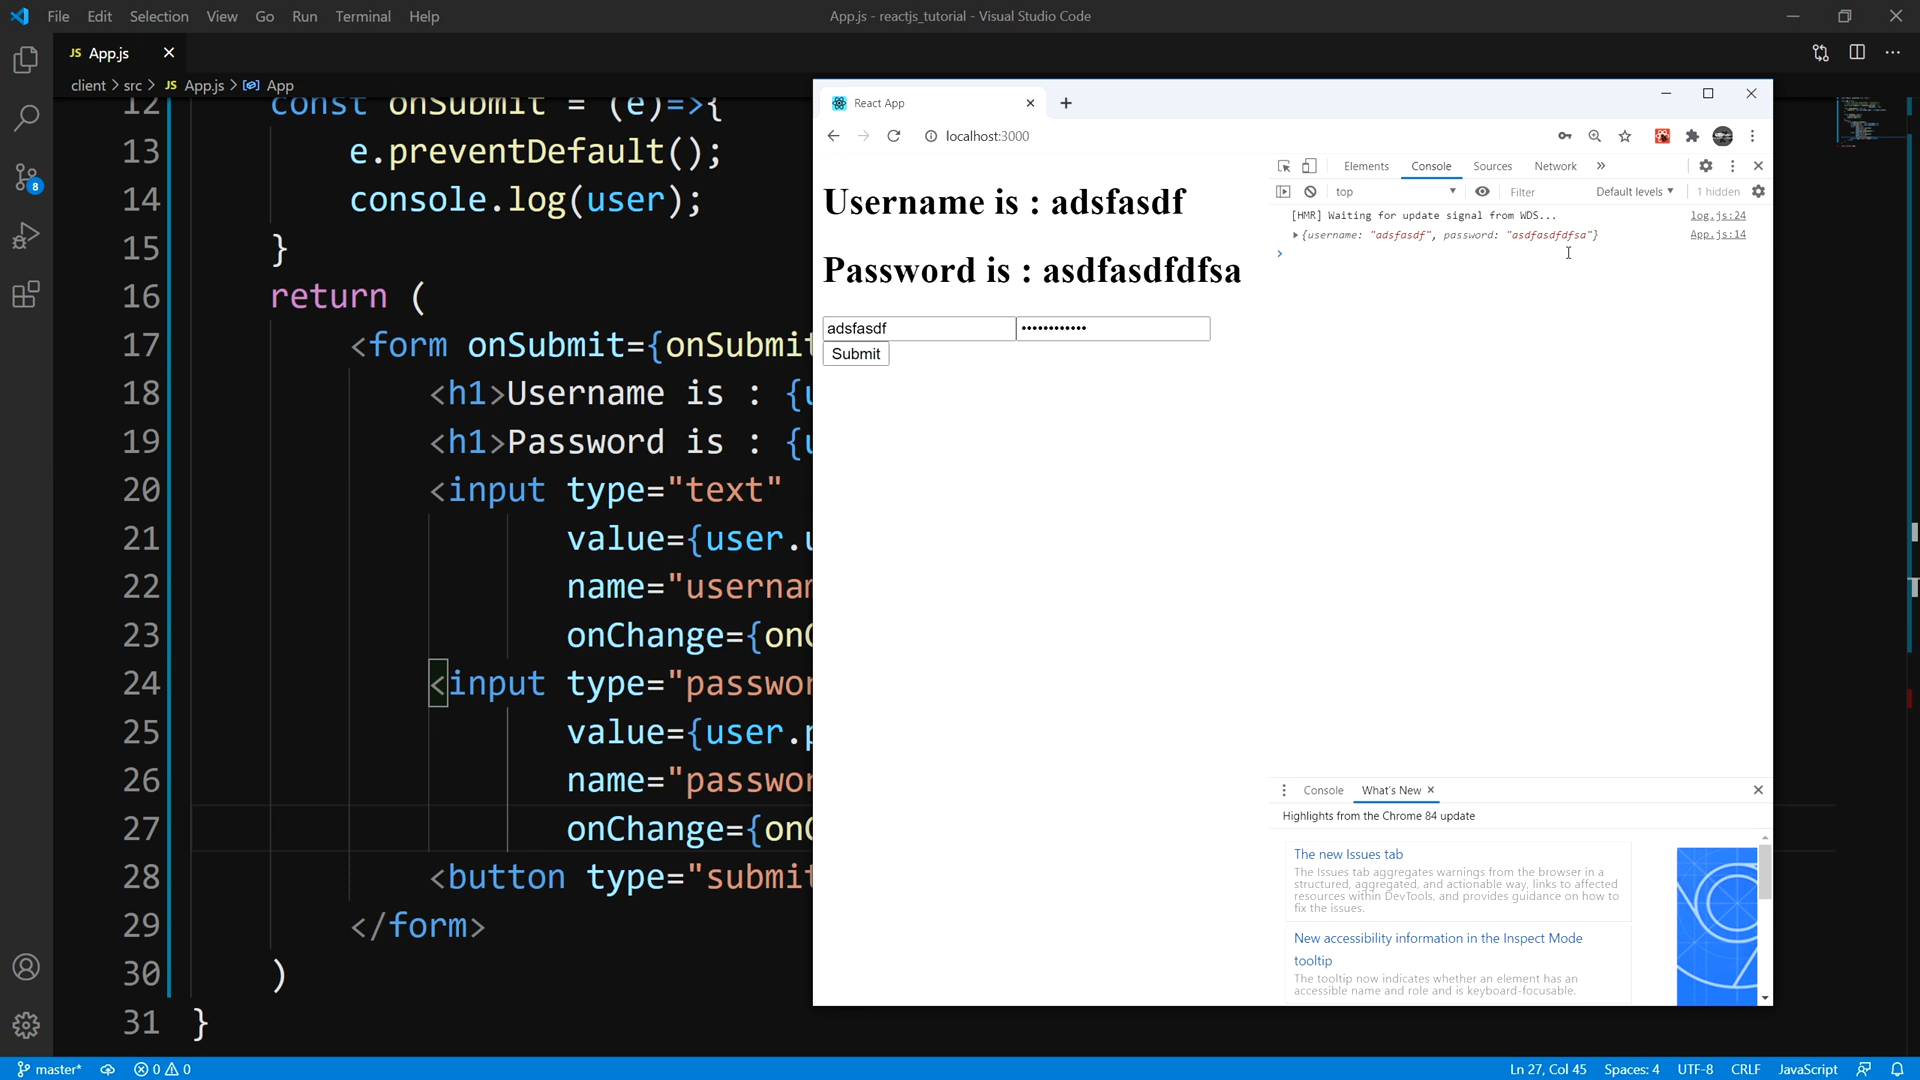 File Edit Selection View Go Run Terminal Help
App.js - reactjs_tutorial - Visual Studio Code
JS App.js
client > src > JS App.js > App
12 const onSubmit = (e)=>{
13 e.preventDefault();
14 console.log(user);
15 }
16 return (
17 <form onSubmit={onSubmit
18 <h1>Username is : {u
19 <h1>Password is : {u
20 <input type="text"
21 value={user.u
22 name="usernam
23 onChange={onC
24 <input type="passwor
25 value={user.p
26 name="passwor
27 onChange={onC
28 <button type="submit
29 </form>
30 )
31 }
React App
localhost:3000
Username is : adsfasdf
Password is : asdfasdfdfsa
adsfasdf ••••••••••••
Submit
Elements Console Sources Network »
top Filter Default levels 1 hidden
[HMR] Waiting for update signal from WDS... log.js:24
{username: "adsfasdf", password: "asdfasdfdfsa"} App.js:14
Console What's New
Highlights from the Chrome 84 update
The new Issues tab
The Issues tab aggregates warnings from the browser in a
structured, aggregated, and actionable way, links to affected
resources within DevTools, and provides guidance on how to
fix the issues.
New accessibility information in the Inspect Mode
tooltip
The tooltip now indicates whether an element has an
accessible name and role and is keyboard-focusable.
8
master* 0 0 Ln 27, Col 45 Spaces: 4 UTF-8 CRLF JavaScript